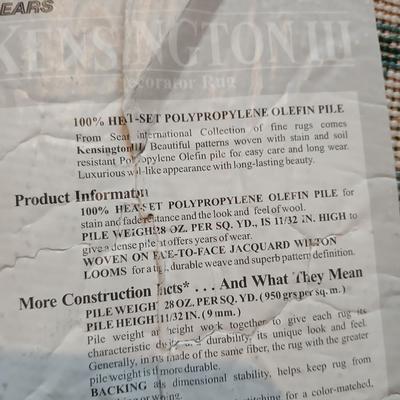 SEARS
KENSINGTON III
Decorator Rug
100% HEAT-SET POLYPROPYLENE OLEFIN PILE
From Sears International Collection of fine rugs comes
Kensington III. Beautiful patterns woven with stain and soil
resistant Polypropylene Olefin pile for easy care and long wear.
Luxurious wool-like appearance with long-lasting beauty.
Product Information
100% HEAT-SET POLYPROPYLENE OLEFIN PILE for
stain and fade resistance and the look and feel of wool.
PILE WEIGHT 28 OZ. PER SQ. YD., IS 11/32 IN. HIGH to
give a dense pile that offers years of wear.
WOVEN ON FACE-TO-FACE JACQUARD WILTON
LOOMS for a tight, durable weave and superb pattern definition.
More Construction Facts* . . . And What They Mean
PILE WEIGHT 28 OZ. PER SQ. YD. (950 grs per sq. m.)
PILE HEIGHT 11/32 IN. (9 mm.)
Pile weight and height work together to give each rug its
characteristic durability, its unique look and feel.
Generally, in rugs made of the same fiber, the rug with the greater
pile weight is the more durable.
BACKING adds dimensional stability, helps keep rug from
or
stitching for a color-matched,